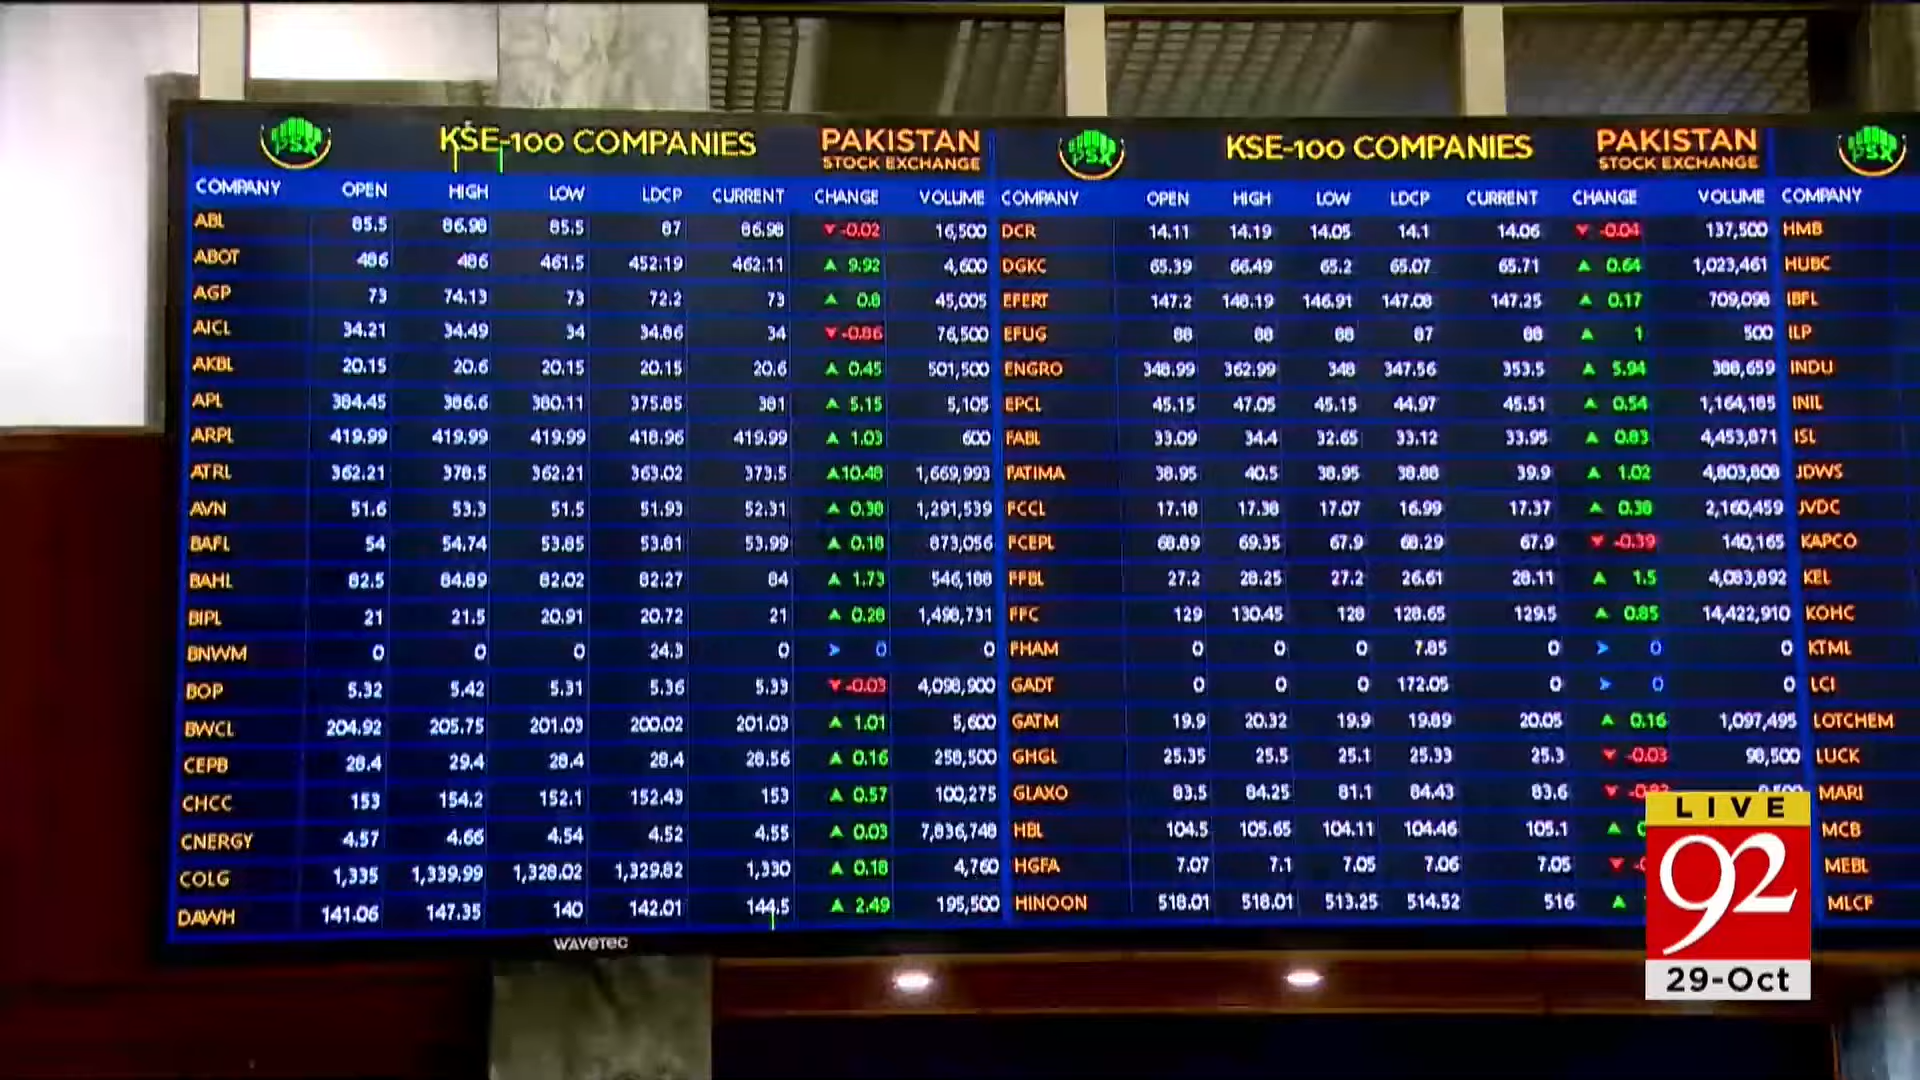 PSX KSE-100 COMPANIES PAKISTAN STOCK EXCHANGE
COMPANY OPEN HIGH LOW LDCP CURRENT CHANGE VOLUME
ABL 85.5 86.98 85.5 87 86.98 -0.02 16,500
ABOT 486 486 461.5 452.19 462.11 9.92 4,600
AGP 73 74.13 73 72.2 73 0.8 45,005
AICL 34.21 34.49 34 34.86 34 -0.86 76,500
AKBL 20.15 20.6 20.15 20.15 20.6 0.45 501,500
APL 384.45 386.6 380.11 375.85 381 5.15 5,105
ARPL 419.99 419.99 419.99 418.96 419.99 1.03 600
ATRL 362.21 378.5 362.21 363.02 373.5 10.48 1,669,993
AVN 51.6 53.3 51.5 51.93 52.31 0.38 1,291,539
BAFL 54 54.74 53.85 53.81 53.99 0.18 873,056
BAHL 82.5 84.89 82.02 82.27 84 1.73 546,188
BIPL 21 21.5 20.91 20.72 21 0.28 1,498,731
BNWM 0 0 0 24.3 0 0 0
BOP 5.32 5.42 5.31 5.36 5.33 -0.03 4,098,900
BWCL 204.92 205.75 201.03 200.02 201.03 1.01 5,600
CEPB 28.4 29.4 28.4 28.4 28.56 0.16 258,500
CHCC 153 154.2 152.1 152.43 153 0.57 100,275
CNERGY 4.57 4.66 4.54 4.52 4.55 0.03 7,836,748
COLG 1,335 1,339.99 1,328.02 1,329.82 1,330 0.18 4,760
DAWH 141.06 147.35 140 142.01 144.5 2.49 195,500
WAVETEC
PSX KSE-100 COMPANIES PAKISTAN STOCK EXCHANGE
COMPANY OPEN HIGH LOW LDCP CURRENT CHANGE VOLUME
DCR 14.11 14.19 14.05 14.1 14.06 -0.04 137,500
DGKC 65.39 66.49 65.2 65.07 65.71 0.64 1,023,461
EFERT 147.2 148.19 146.91 147.08 147.25 0.17 709,098
EFUG 88 88 88 87 88 1 500
ENGRO 348.99 362.99 348 347.56 353.5 5.94 388,659
EPCL 45.15 47.05 45.15 44.97 45.51 0.54 1,164,185
FABL 33.09 34.4 32.65 33.12 33.95 0.83 4,453,871
FATIMA 38.95 40.5 38.95 38.88 39.9 1.02 4,803,808
FCCL 17.18 17.38 17.07 16.99 17.37 0.38 2,160,459
FCEPL 68.89 69.35 67.9 68.29 67.9 -0.39 140,165
FFBL 27.2 28.25 27.2 26.61 28.11 1.5 4,083,892
FFC 129 130.45 128 128.65 129.5 0.85 14,422,910
FHAM 0 0 0 7.85 0 0 0
GADT 0 0 0 172.05 0 0 0
GATM 19.9 20.32 19.9 19.89 20.05 0.16 1,097,495
GHGL 25.35 25.5 25.1 25.33 25.3 -0.03 98,500
GLAXO 83.5 84.25 81.1 84.43 83.6
HBL 104.5 105.65 104.11 104.46 105.1
HGFA 7.07 7.1 7.05 7.06 7.05
HINOON 518.01 518.01 513.25 514.52 516
PSX
COMPANY
HMB
HUBC
IBFL
ILP
INDU
INIL
ISL
JDWS
JVDC
KAPCO
KEL
KOHC
KTML
LCI
LOTCHEM
LUCK
MARI
MCB
MEBL
MLCF
LIVE
92
29-Oct